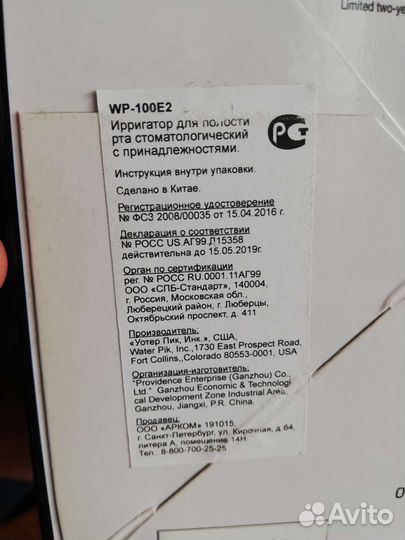 Limited two-ye
WP-100E2
Ирригатор для полости
рта стоматологический
с принадлежностями.
РСТ
Инструкция внутри упаковки.
Сделано в Китае.
Регистрационное удостоверение
№ ФСЗ 2008/00035 от 15.04.2016 г.
Декларация о соответствии
№ РОСС US.АГ99.Д15358
действительна до 15.05.2019г.
Орган по сертификации
рег. № РОСС RU.0001.11АГ99
ООО «СПБ-Стандарт», 140004,
г. Россия, Московская обл.,
Люберецкий район, г. Люберцы,
Октябрьский проспект, д. 411
Производитель:
«Уотер Пик, Инк.», США,
Water Pik, Inc.,1730 East Prospect Road,
Fort Collins,,Colorado 80553-0001, USA
Организация-изготовитель:
"Providence Enterprise (Ganzhou) Co.,
Ltd." Ganzhou Economic & Technologi
cal Development Zone Industrial Area,
Ganzhou, Jiangxi, P.R. China.
Продавец:
ООО «АРКОМ» 191015,
г. Санкт-Петербург, ул. Кирочная, д 64,
литера А, помещение 14Н
Тел. 8-800-700-25-25
O
Avito